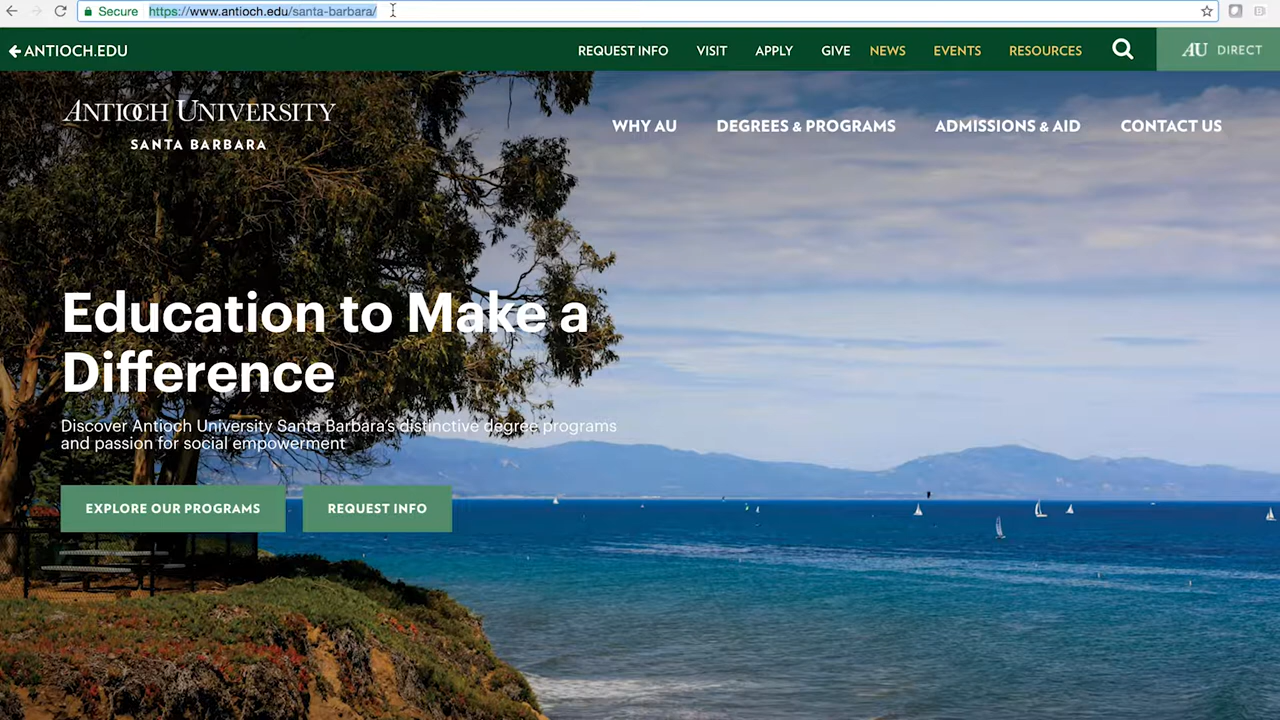 Secure https://www.antioch.edu/santa-barbara/
ANTIOCH.EDU REQUEST INFO VISIT APPLY GIVE NEWS EVENTS RESOURCES AU DIRECT
ANTIOCH UNIVERSITY
SANTA BARBARA
WHY AU DEGREES & PROGRAMS ADMISSIONS & AID CONTACT US
Education to Make a
Difference
Discover Antioch University Santa Barbara's distinctive degree programs
and passion for social empowerment
EXPLORE OUR PROGRAMS REQUEST INFO